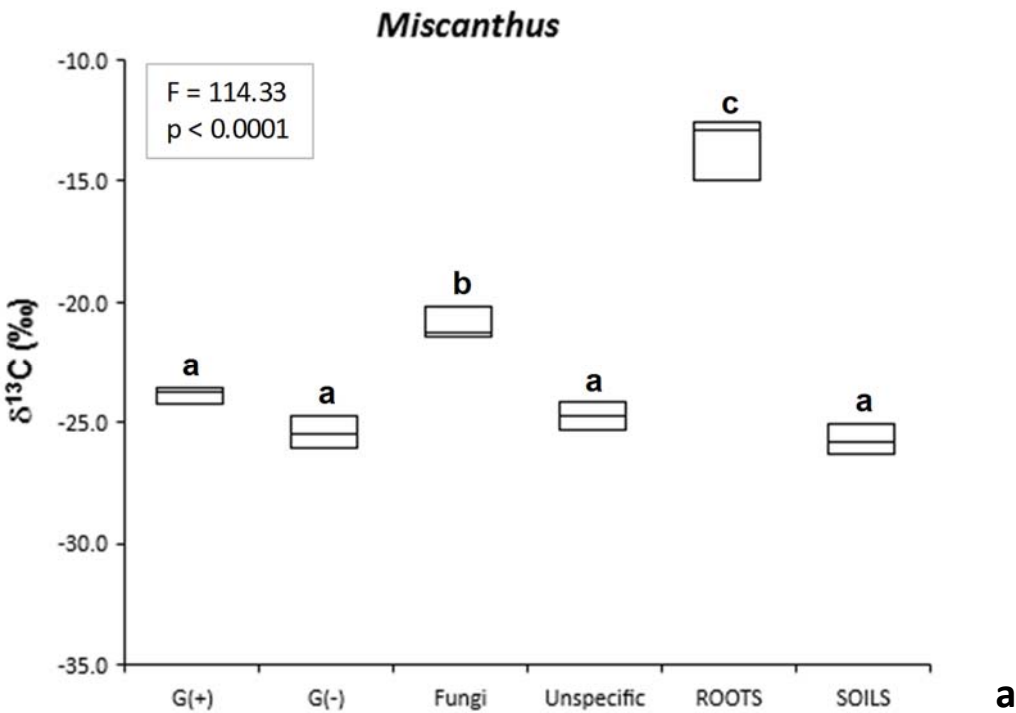 Miscanthus
F = 114.33
p < 0.0001
δ¹³C (‰)
-10.0
-15.0
-20.0
-25.0
-30.0
-35.0
c
b
a
a
a
a
G(+) G(-) Fungi Unspecific ROOTS SOILS
a